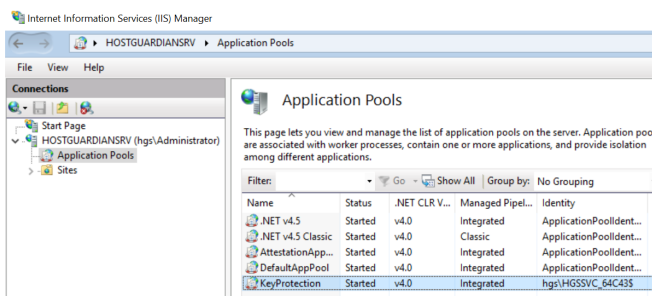 Internet Information Services (IIS) Manager
HOSTGUARDIANSRV Application Pools
File View Help
Connections
Start Page
HOSTGUARDIANSRV (hgs\Administrator)
Application Pools
Sites
Application Pools
This page lets you view and manage the list of application pools on the server. Application poo
are associated with worker processes, contain one or more applications, and provide isolation
among different applications.
Filter: Go Show All Group by: No Grouping
Name Status .NET CLR V... Managed Pipel... Identity
.NET v4.5 Started v4.0 Integrated ApplicationPoolIdent...
.NET v4.5 Classic Started v4.0 Classic ApplicationPoolIdent...
AttestationApp... Started v4.0 Integrated ApplicationPoolIdent...
DefaultAppPool Started v4.0 Integrated ApplicationPoolIdent...
KeyProtection Started v4.0 Integrated hgs\HGSSVC_64C43$